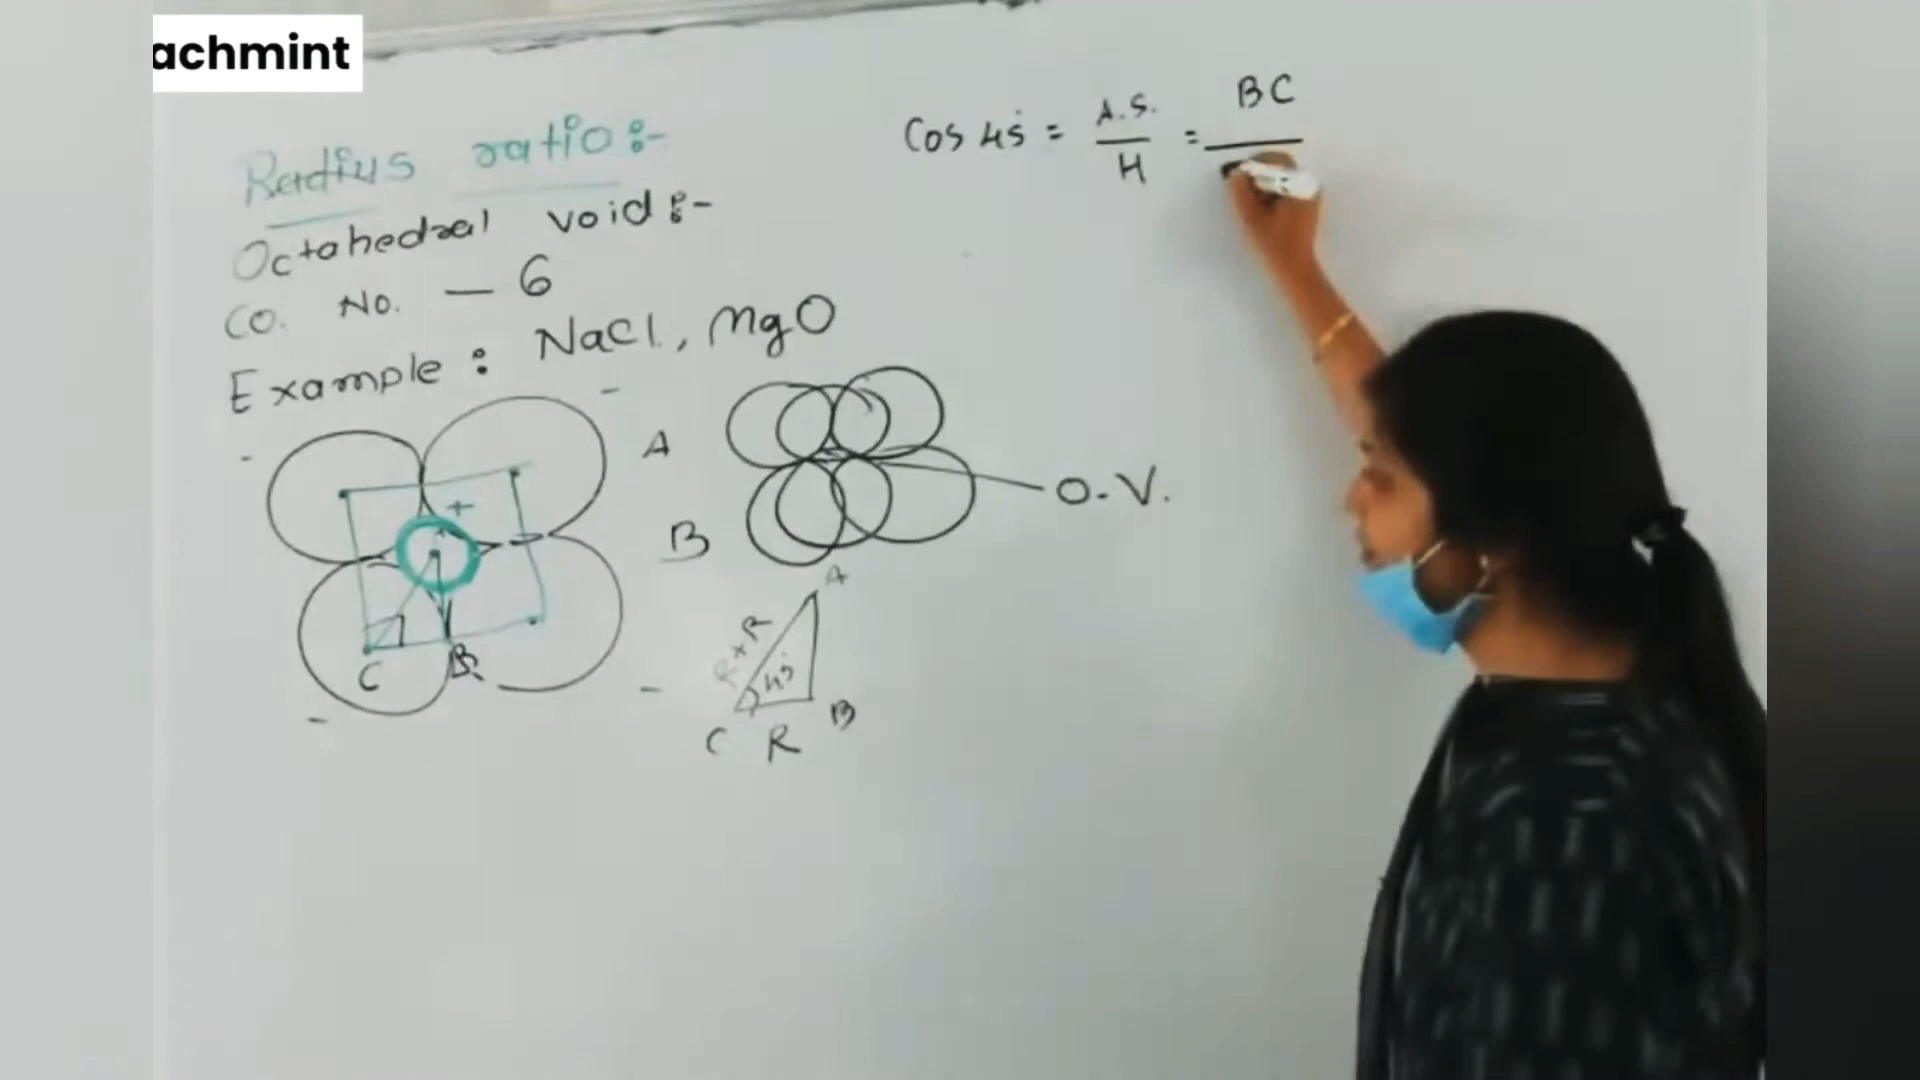 achmint
Radius ratio:-
Octahedral void:-
Co. No. — 6
Example : NaCl, MgO
Cos 45° = A.S. / H = BC
A
B
O.V.
+
C
B
A
45°
C R B